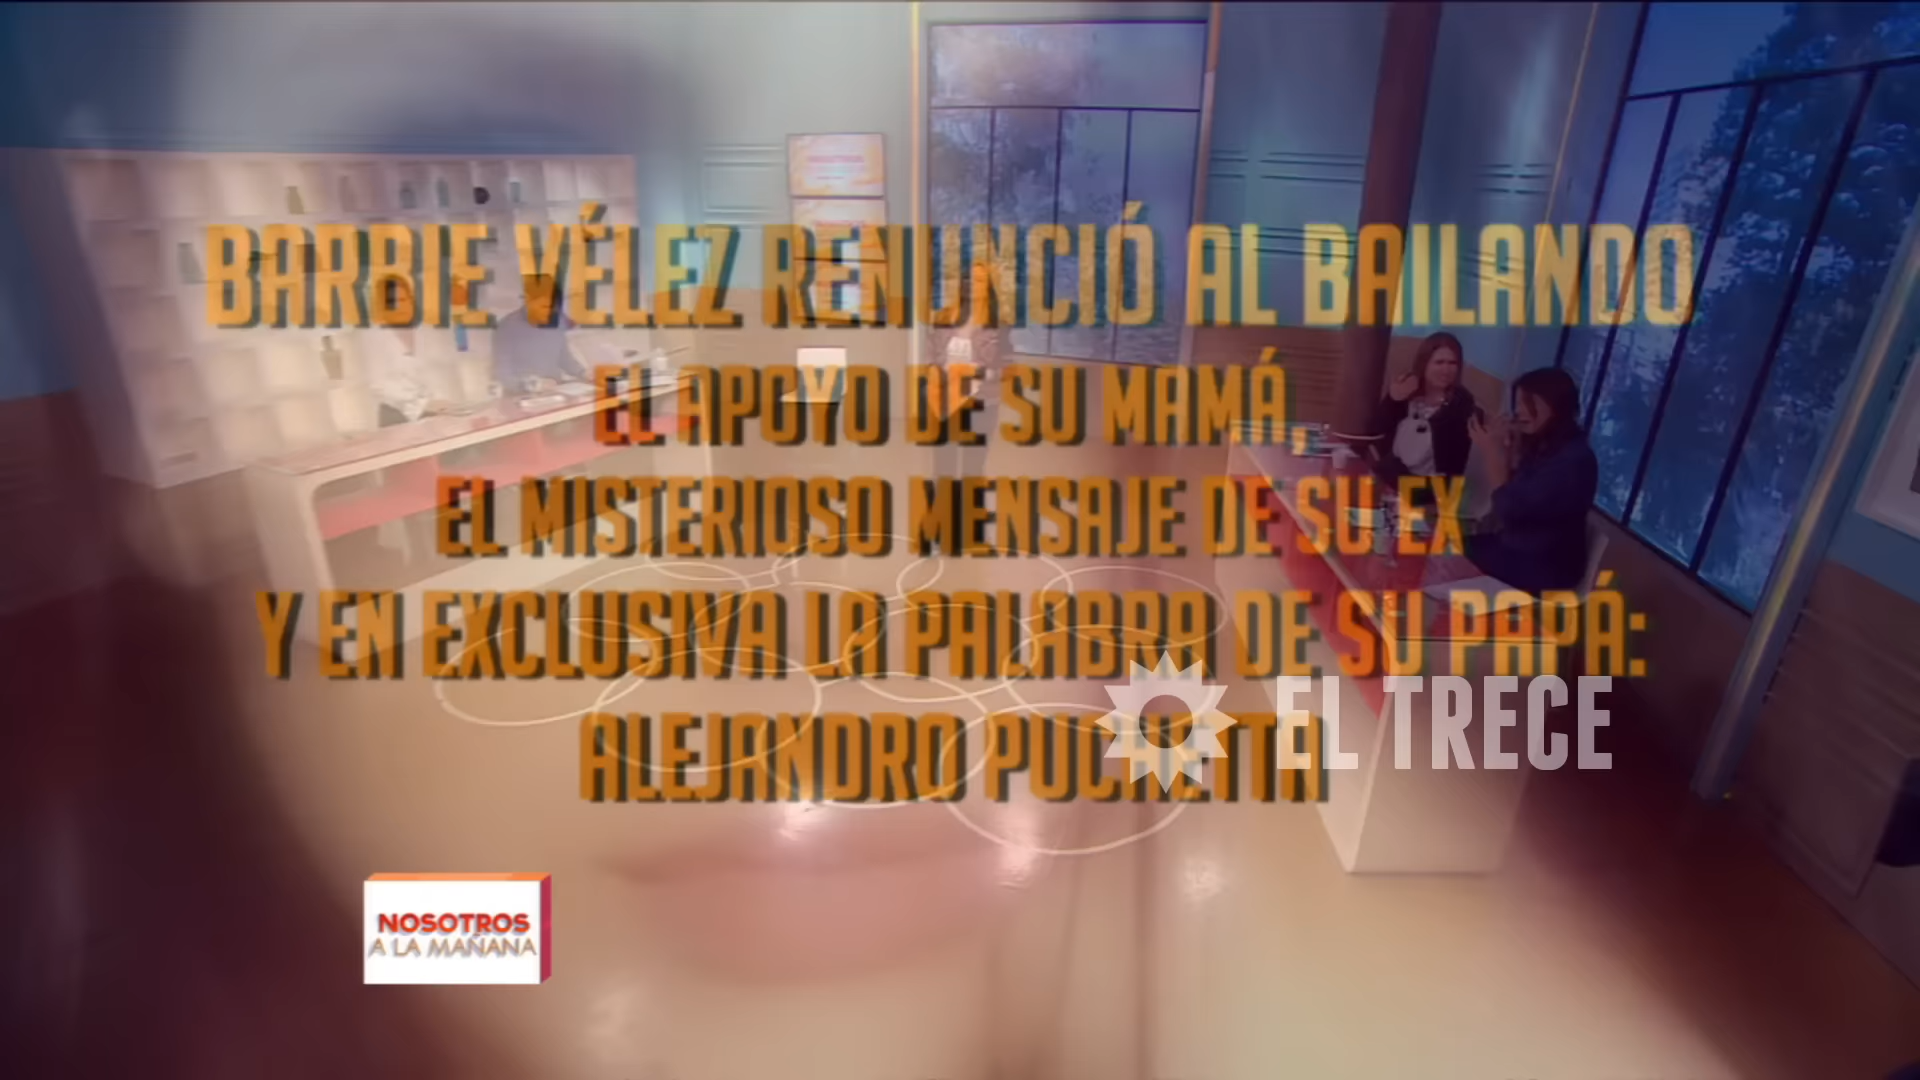 BARBIE VÉLEZ RENUNCIÓ AL BAILANDO
EL APOYO DE SU MAMÁ,
EL MISTERIOSO MENSAJE DE SU EX
Y EN EXCLUSIVA LA PALABRA DE SU PAPÁ:
ALEJANDRO PUCHETTA
EL TRECE
NOSOTROS
A LA MAÑANA